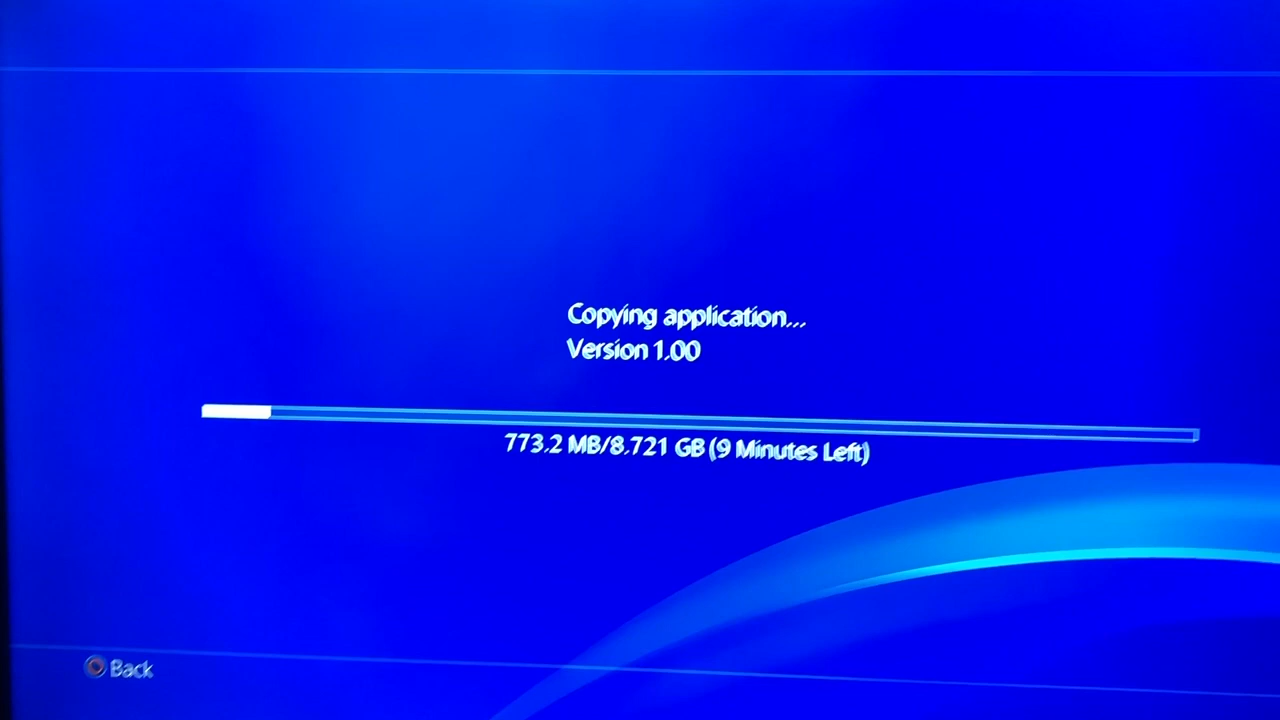 Copying application...
Version 1.00
773.2 MB/8.721 GB (9 Minutes Left)
Back